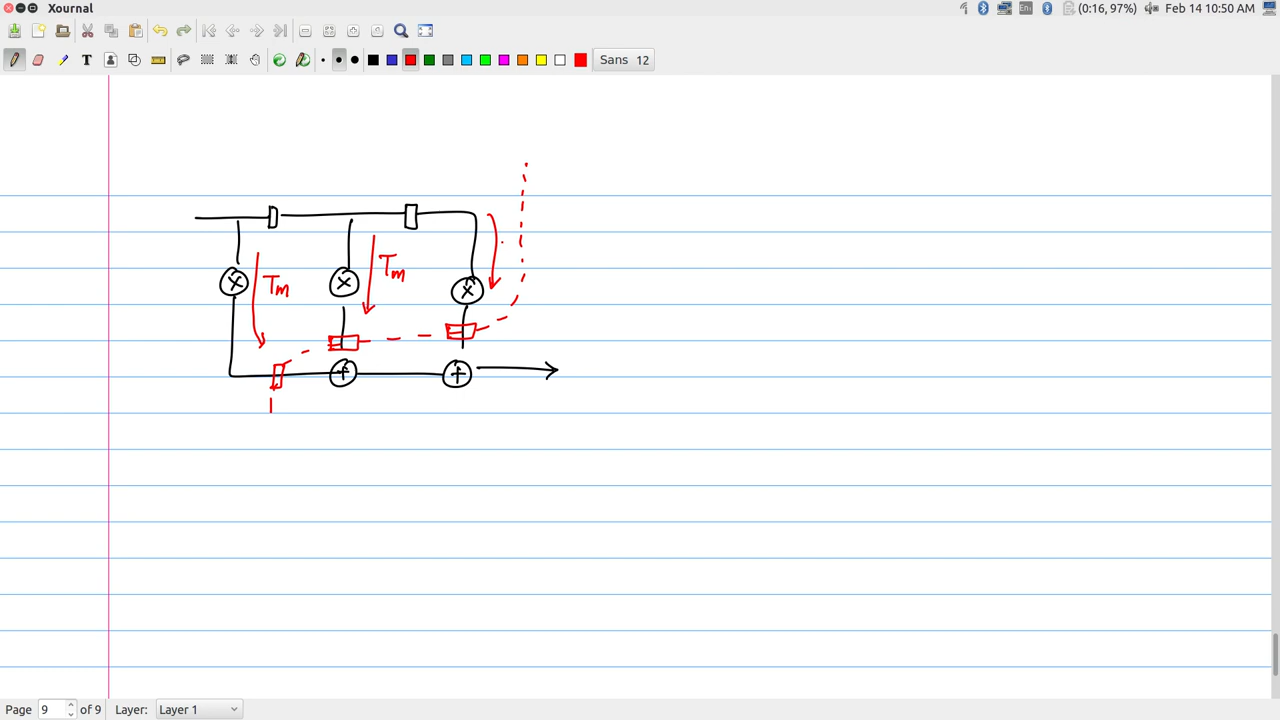 Xournal
En
(0:16, 97%)
Feb 14 10:50 AM
T
Sans 12
Tm
Tm
x
x
x
+
+
Page 9 of 9 Layer: Layer 1